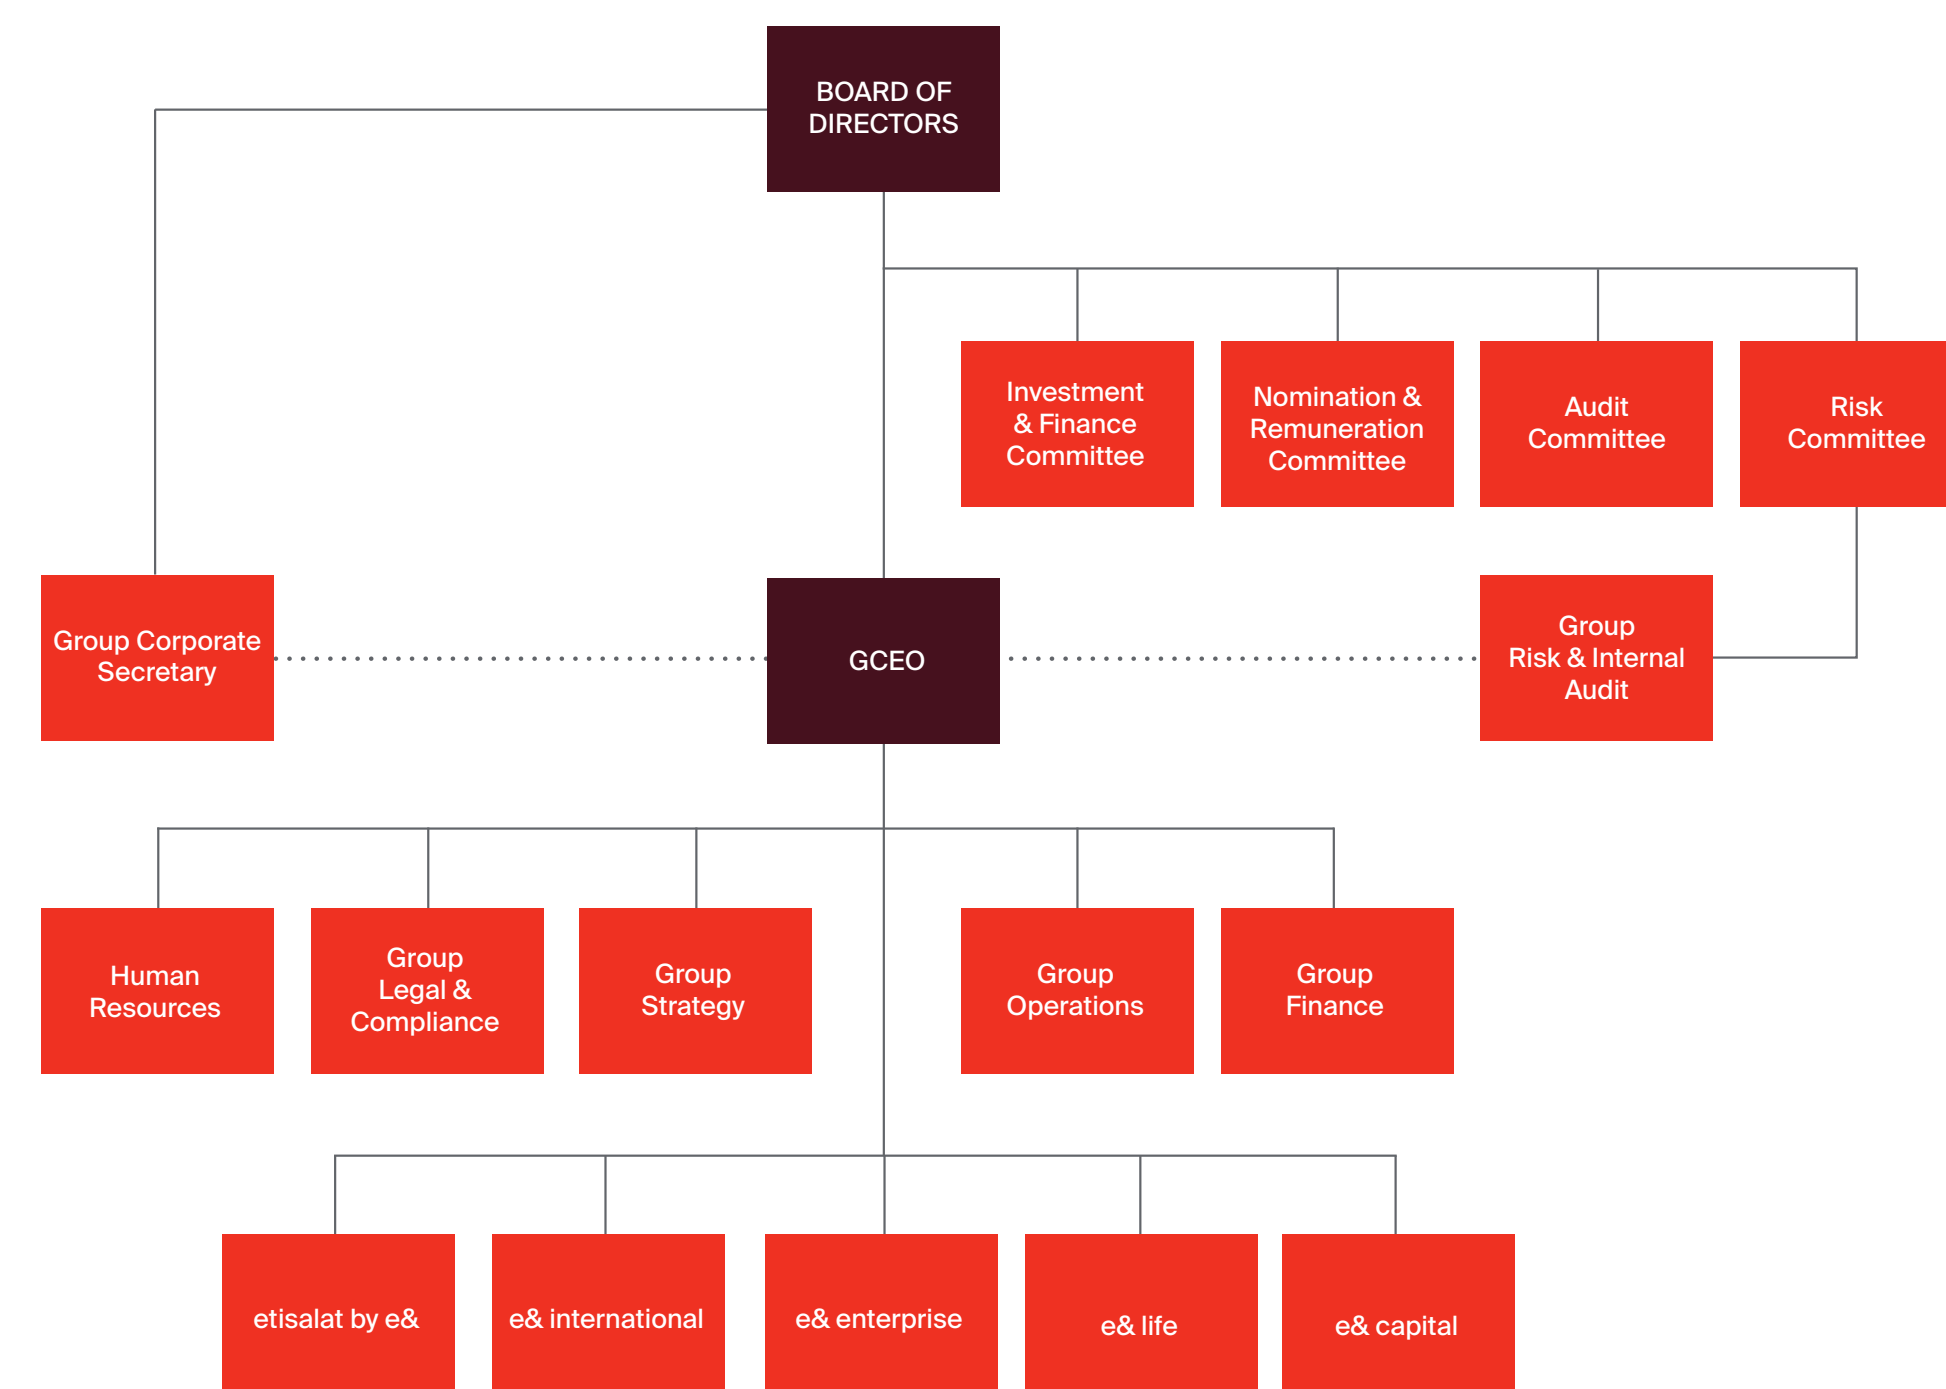 BOARD OF
DIRECTORS
Investment
& Finance
Committee
Nomination &
Remuneration
Committee
Audit
Committee
Risk
Committee
Group Corporate
Secretary
GCEO
Group
Risk & Internal
Audit
Human
Resources
Group
Legal &
Compliance
Group
Strategy
Group
Operations
Group
Finance
etisalat by e&
e& international
e& enterprise
e& life
e& capital